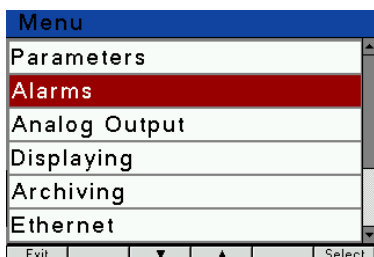 Menu
Parameters
Alarms
Analog Output
Displaying
Archiving
Ethernet
Exit ▼ ▲ Select